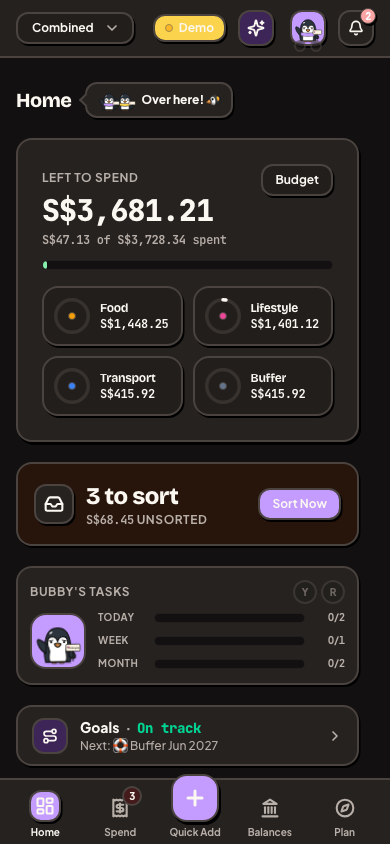 Combined
Demo
2
Home
Over here!
LEFT TO SPEND
Budget
S$3,681.21
S$47.13 of S$3,728.34 spent
Food
S$1,448.25
Lifestyle
S$1,401.12
Transport
S$415.92
Buffer
S$415.92
3 to sort
S$68.45 UNSORTED
Sort Now
BUBBY'S TASKS
Y R
TODAY 0/2
WEEK 0/1
MONTH 0/2
Goals · On track
Next: 🛟 Buffer Jun 2027
3
Home
Spend
Quick Add
Balances
Plan